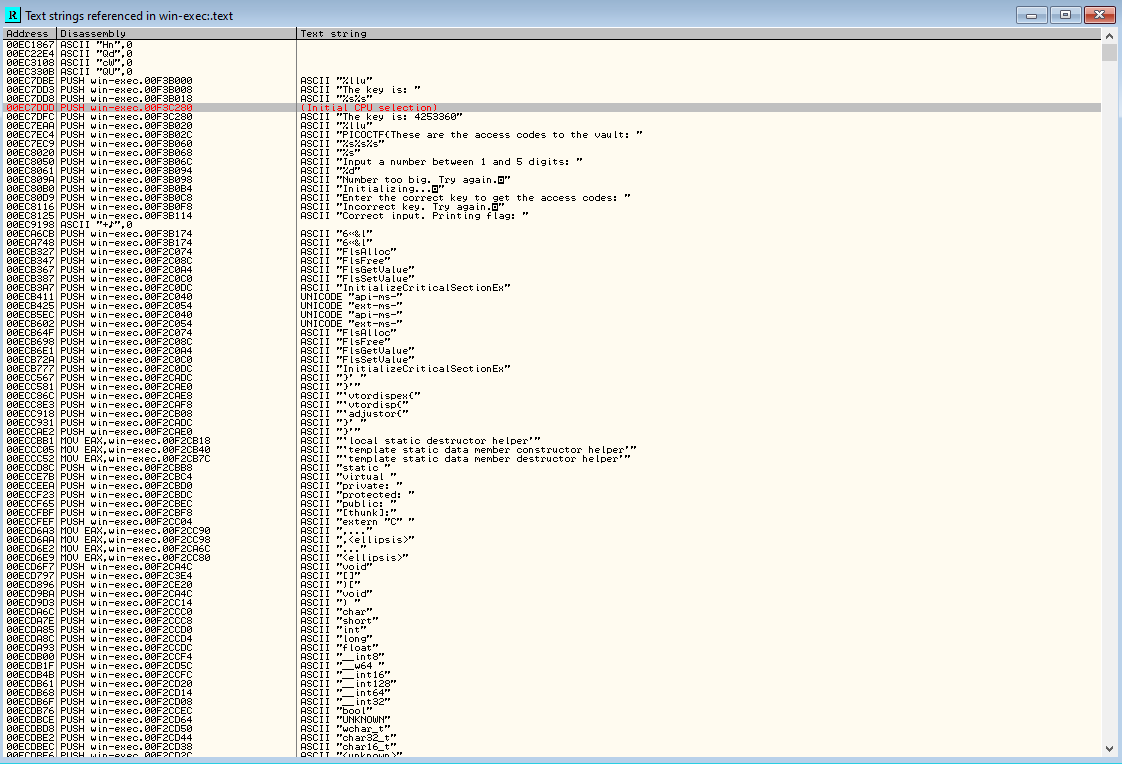 R Text strings referenced in win-exec:.text
Address Disassembly Text string
00EC1867 ASCII "Hn",0
00EC22E4 ASCII "Qd",0
00EC3108 ASCII "cW",0
00EC330B ASCII "QU",0
00EC7DBE PUSH win-exec.00F3B000 ASCII "%llu"
00EC7DD3 PUSH win-exec.00F3B008 ASCII "The key is: "
00EC7DD8 PUSH win-exec.00F3B018 ASCII "%s%s"
00EC7DDD PUSH win-exec.00F3C280 (Initial CPU selection)
00EC7DFC PUSH win-exec.00F3C280 ASCII "The key is: 4253360"
00EC7EAA PUSH win-exec.00F3B020 ASCII "%llu"
00EC7EC4 PUSH win-exec.00F3B02C ASCII "PICOCTF{These are the access codes to the vault: "
00EC7EC9 PUSH win-exec.00F3B060 ASCII "%s%s%s"
00EC8020 PUSH win-exec.00F3B068 ASCII "%s"
00EC8050 PUSH win-exec.00F3B06C ASCII "Input a number between 1 and 5 digits: "
00EC8061 PUSH win-exec.00F3B094 ASCII "%d"
00EC809A PUSH win-exec.00F3B098 ASCII "Number too big. Try again.◙"
00EC80B0 PUSH win-exec.00F3B0B4 ASCII "Initializing...◙"
00EC80D9 PUSH win-exec.00F3B0C8 ASCII "Enter the correct key to get the access codes: "
00EC8116 PUSH win-exec.00F3B0F8 ASCII "Incorrect key. Try again.◙"
00EC8125 PUSH win-exec.00F3B114 ASCII "Correct input. Printing flag: "
00EC9198 ASCII "+♪",0
00ECA6CB PUSH win-exec.00F3B174 ASCII "6«&l"
00ECA748 PUSH win-exec.00F3B174 ASCII "6«&l"
00ECB327 PUSH win-exec.00F2C074 ASCII "FlsAlloc"
00ECB347 PUSH win-exec.00F2C08C ASCII "FlsFree"
00ECB367 PUSH win-exec.00F2C0A4 ASCII "FlsGetValue"
00ECB387 PUSH win-exec.00F2C0C0 ASCII "FlsSetValue"
00ECB3A7 PUSH win-exec.00F2C0DC ASCII "InitializeCriticalSectionEx"
00ECB411 PUSH win-exec.00F2C040 UNICODE "api-ms-"
00ECB425 PUSH win-exec.00F2C054 UNICODE "ext-ms-"
00ECB5EC PUSH win-exec.00F2C040 UNICODE "api-ms-"
00ECB602 PUSH win-exec.00F2C054 UNICODE "ext-ms-"
00ECB64F PUSH win-exec.00F2C074 ASCII "FlsAlloc"
00ECB698 PUSH win-exec.00F2C08C ASCII "FlsFree"
00ECB6E1 PUSH win-exec.00F2C0A4 ASCII "FlsGetValue"
00ECB72A PUSH win-exec.00F2C0C0 ASCII "FlsSetValue"
00ECB777 PUSH win-exec.00F2C0DC ASCII "InitializeCriticalSectionEx"
00ECC567 PUSH win-exec.00F2CADC ASCII "}' "
00ECC581 PUSH win-exec.00F2CAE0 ASCII "}'"
00ECC86C PUSH win-exec.00F2CAE8 ASCII "`vtordispex{"
00ECC8E3 PUSH win-exec.00F2CAF8 ASCII "`vtordisp{"
00ECC918 PUSH win-exec.00F2CB08 ASCII "`adjustor{"
00ECC931 PUSH win-exec.00F2CADC ASCII "}' "
00ECCAE2 PUSH win-exec.00F2CAE0 ASCII "}'"
00ECCBB1 MOV EAX,win-exec.00F2CB18 ASCII "`local static destructor helper'"
00ECCC05 MOV EAX,win-exec.00F2CB40 ASCII "`template static data member constructor helper'"
00ECCC52 MOV EAX,win-exec.00F2CB7C ASCII "`template static data member destructor helper'"
00ECCD8C PUSH win-exec.00F2CBB8 ASCII "static "
00ECCE7B PUSH win-exec.00F2CBC4 ASCII "virtual "
00ECCEEA PUSH win-exec.00F2CBD0 ASCII "private: "
00ECCF23 PUSH win-exec.00F2CBDC ASCII "protected: "
00ECCF65 PUSH win-exec.00F2CBEC ASCII "public: "
00ECCFBF PUSH win-exec.00F2CBF8 ASCII "[thunk]:"
00ECCFEF PUSH win-exec.00F2CC04 ASCII "extern "C" "
00ECD6A3 MOV EAX,win-exec.00F2CC90 ASCII ",..."
00ECD6AA MOV EAX,win-exec.00F2CC98 ASCII ",<ellipsis>"
00ECD6E2 MOV EAX,win-exec.00F2CA6C ASCII "..."
00ECD6E9 MOV EAX,win-exec.00F2CC80 ASCII "<ellipsis>"
00ECD6F7 PUSH win-exec.00F2CA4C ASCII "void"
00ECD797 PUSH win-exec.00F2C3E4 ASCII "[]"
00ECD896 PUSH win-exec.00F2CE20 ASCII ")["
00ECD9BA PUSH win-exec.00F2CA4C ASCII "void"
00ECD9D3 PUSH win-exec.00F2CC14 ASCII ") "
00ECDA6C PUSH win-exec.00F2CCC0 ASCII "char"
00ECDA7E PUSH win-exec.00F2CCC8 ASCII "short"
00ECDA85 PUSH win-exec.00F2CCD0 ASCII "int"
00ECDA8C PUSH win-exec.00F2CCD4 ASCII "long"
00ECDAA8 PUSH win-exec.00F2CCDC ASCII "float"
00ECDB00 PUSH win-exec.00F2CCF4 ASCII "__int8"
00ECDB1F PUSH win-exec.00F2CD5C ASCII "__w64 "
00ECDB4B PUSH win-exec.00F2CCFC ASCII "__int16"
00ECDB61 PUSH win-exec.00F2CD20 ASCII "__int128"
00ECDB68 PUSH win-exec.00F2CD14 ASCII "__int64"
00ECDB6F PUSH win-exec.00F2CD08 ASCII "__int32"
00ECDB76 PUSH win-exec.00F2CCEC ASCII "bool"
00ECDBCE PUSH win-exec.00F2CD64 ASCII "UNKNOWN"
00ECDBD8 PUSH win-exec.00F2CD50 ASCII "wchar_t"
00ECDBE2 PUSH win-exec.00F2CD44 ASCII "char32_t"
00ECDBEC PUSH win-exec.00F2CD38 ASCII "char16_t"
00ECDBF6 PUSH win-exec.00F2CD2C ASCII "<unknown>"